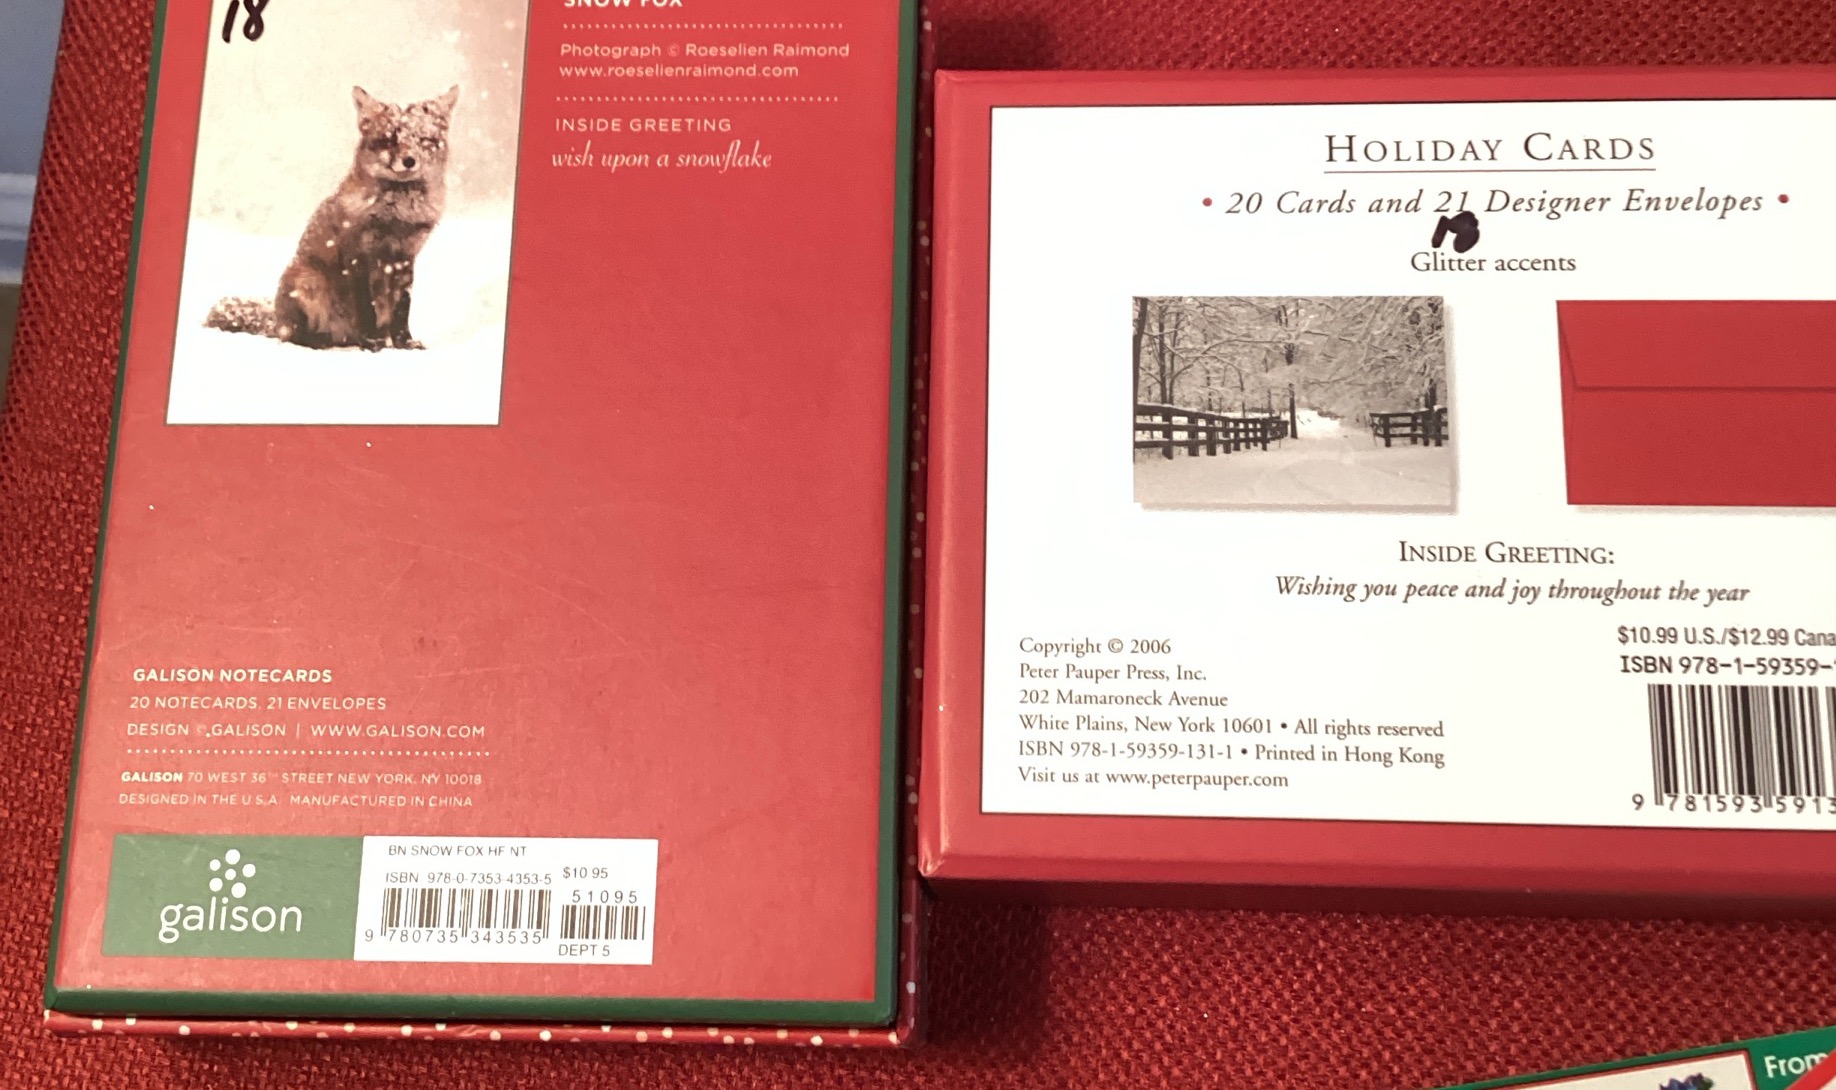 18
SNOW FOX
Photograph © Roeselien Raimond
www.roeselienraimond.com
INSIDE GREETING
wish upon a snowflake
GALISON NOTECARDS
20 NOTECARDS, 21 ENVELOPES
DESIGN © GALISON | WWW.GALISON.COM
GALISON 70 WEST 36TH STREET NEW YORK, NY 10018
DESIGNED IN THE U.S.A. MANUFACTURED IN CHINA
galison
BN SNOW FOX HF NT
ISBN 978-0-7353-4353-5 $10.95
51095
9 780735 343535
DEPT 5
HOLIDAY CARDS
• 20 Cards and 21 Designer Envelopes •
Glitter accents
INSIDE GREETING:
Wishing you peace and joy throughout the year
$10.99 U.S./$12.99 Cana
ISBN 978-1-59359-
Copyright © 2006
Peter Pauper Press, Inc.
202 Mamaroneck Avenue
White Plains, New York 10601 • All rights reserved
ISBN 978-1-59359-131-1 • Printed in Hong Kong
Visit us at www.peterpauper.com
9 781593 5913
From